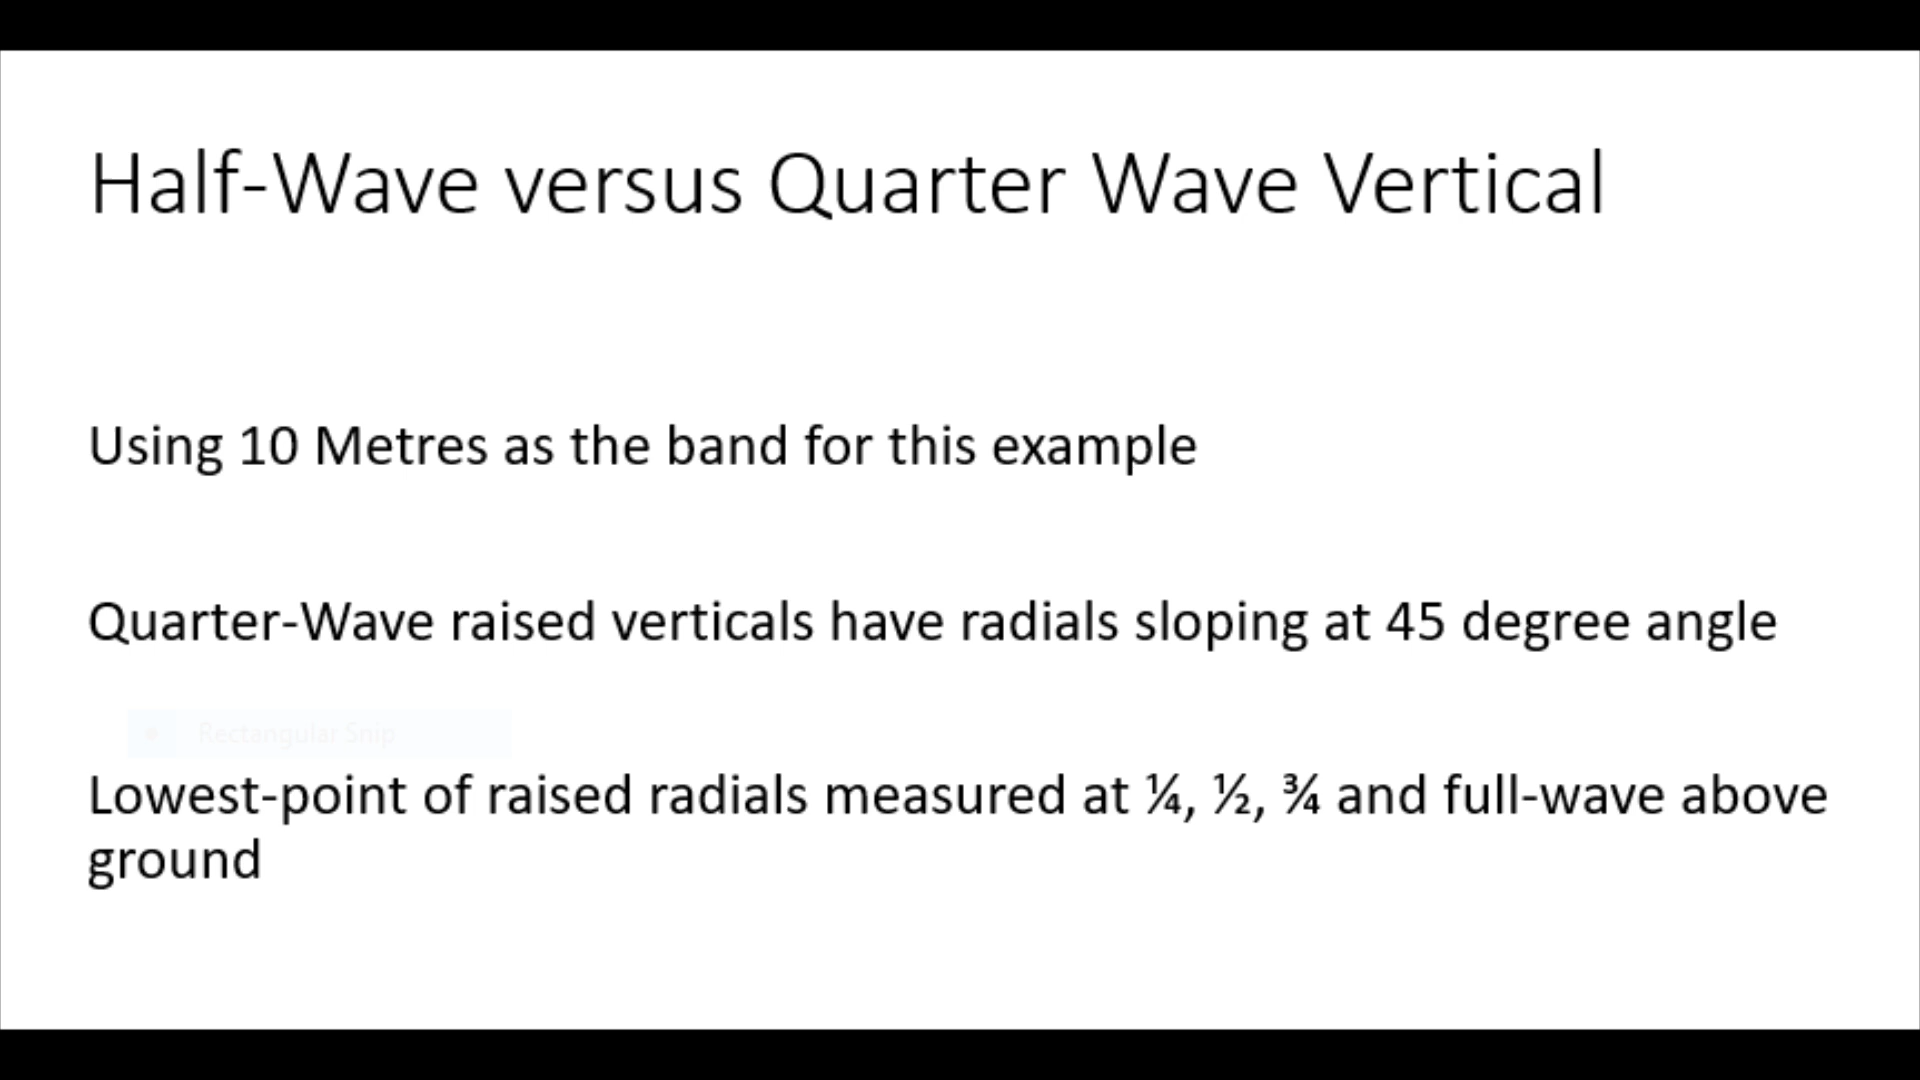 Half-Wave versus Quarter Wave Vertical
Using 10 Metres as the band for this example
Quarter-Wave raised verticals have radials sloping at 45 degree angle
Rectangular Snip
Lowest-point of raised radials measured at ¼, ½, ¾ and full-wave above
ground